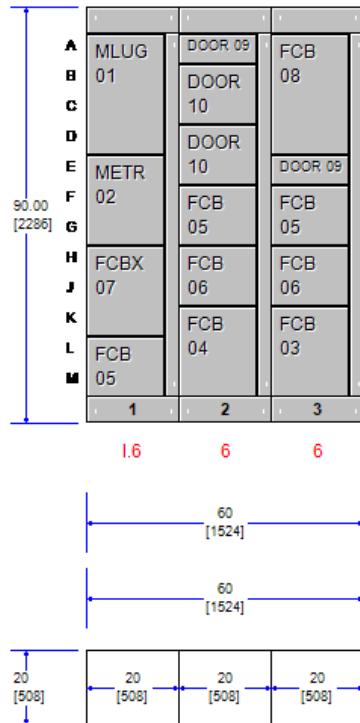 A
B
C
D
E
F
G
H
J
K
L
M
90.00
[2286]
MLUG
01
METR
02
FCBX
07
FCB
05
DOOR 09
DOOR
10
DOOR
10
FCB
05
FCB
06
FCB
04
FCB
08
DOOR 09
FCB
05
FCB
06
FCB
03
1 2 3
I.6 6 6
60
[1524]
60
[1524]
20 20 20 20
[508] [508] [508] [508]